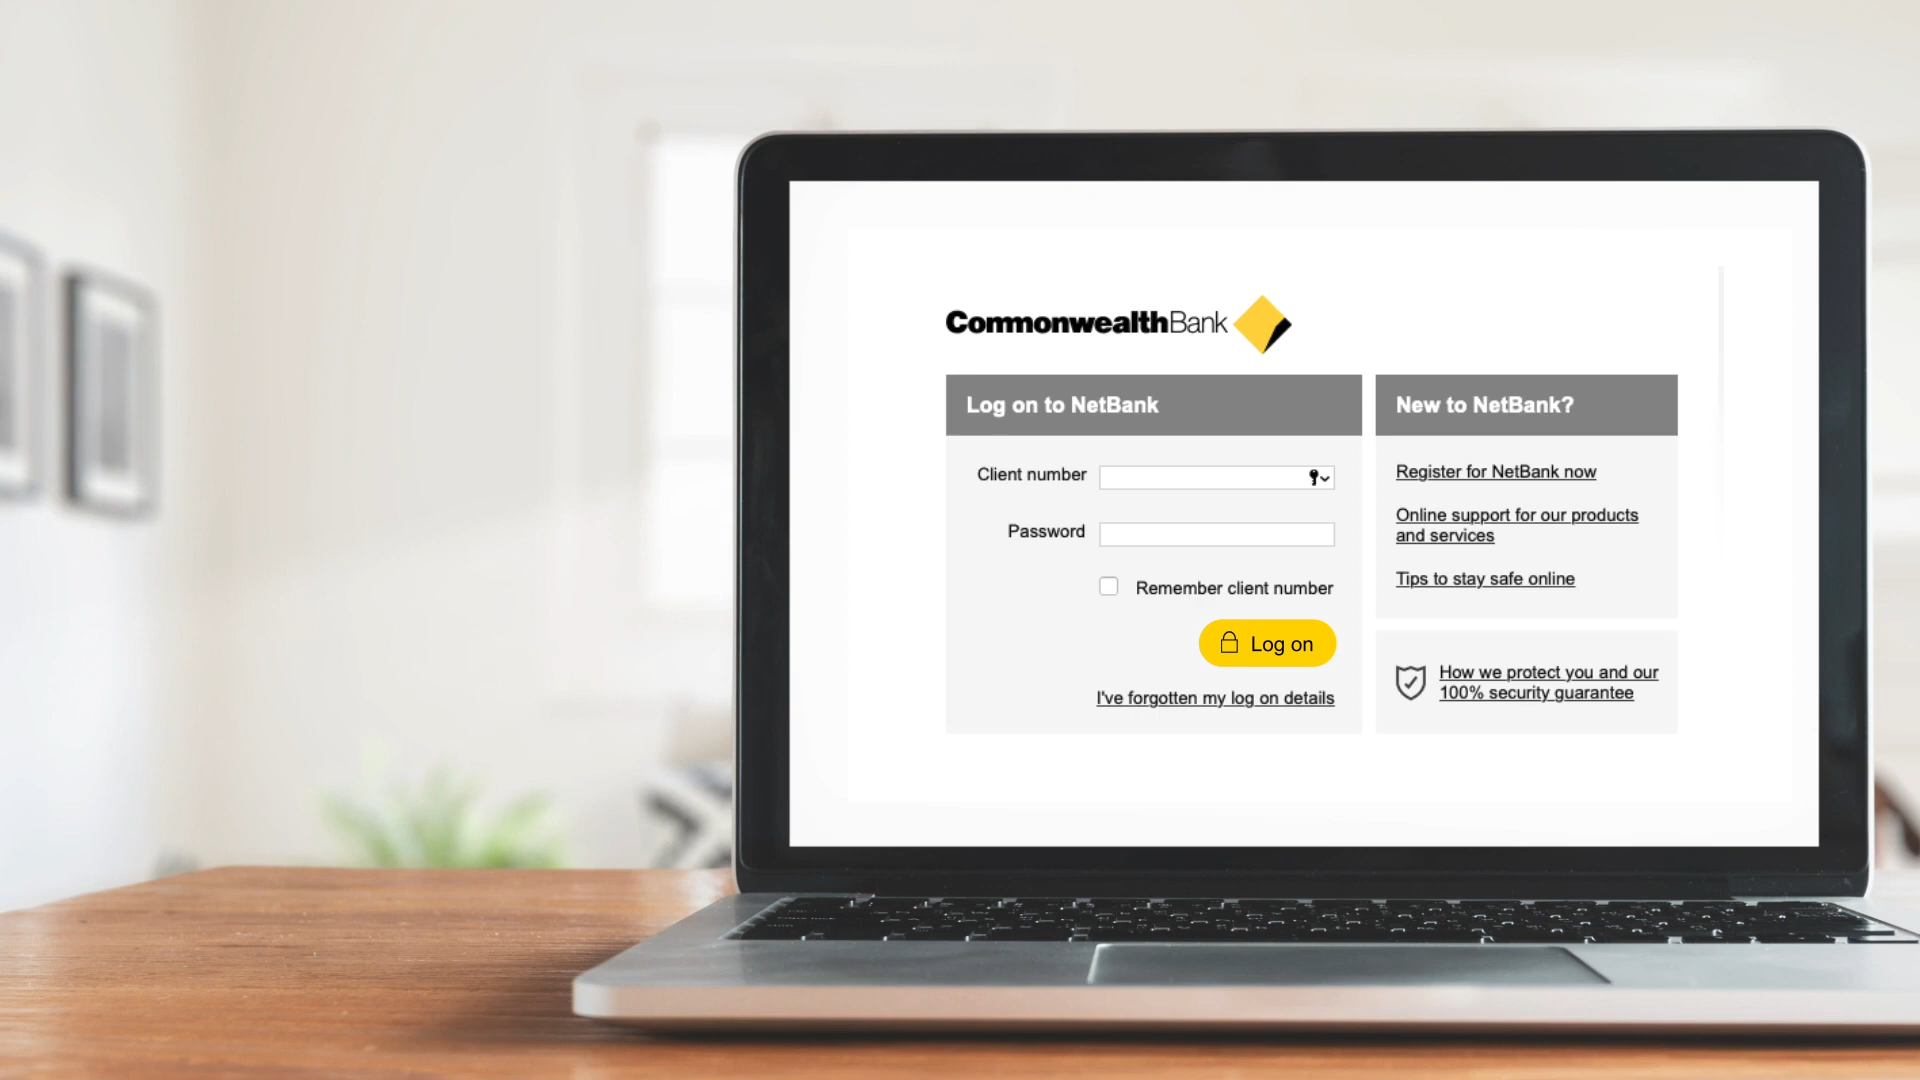 CommonwealthBank
Log on to NetBank
Client number
Password
Remember client number
Log on
I've forgotten my log on details
New to NetBank?
Register for NetBank now
Online support for our products
and services
Tips to stay safe online
How we protect you and our
100% security guarantee